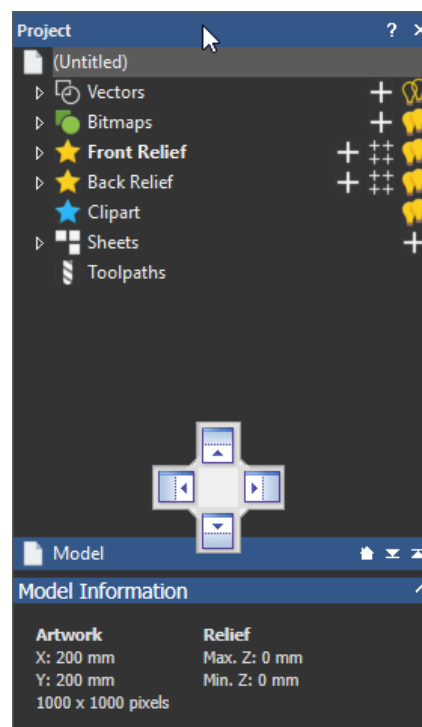 Project ?
(Untitled)
Vectors
Bitmaps
Front Relief
Back Relief
Clipart
Sheets
Toolpaths
Model
Model Information
Artwork Relief
X: 200 mm Max. Z: 0 mm
Y: 200 mm Min. Z: 0 mm
1000 x 1000 pixels